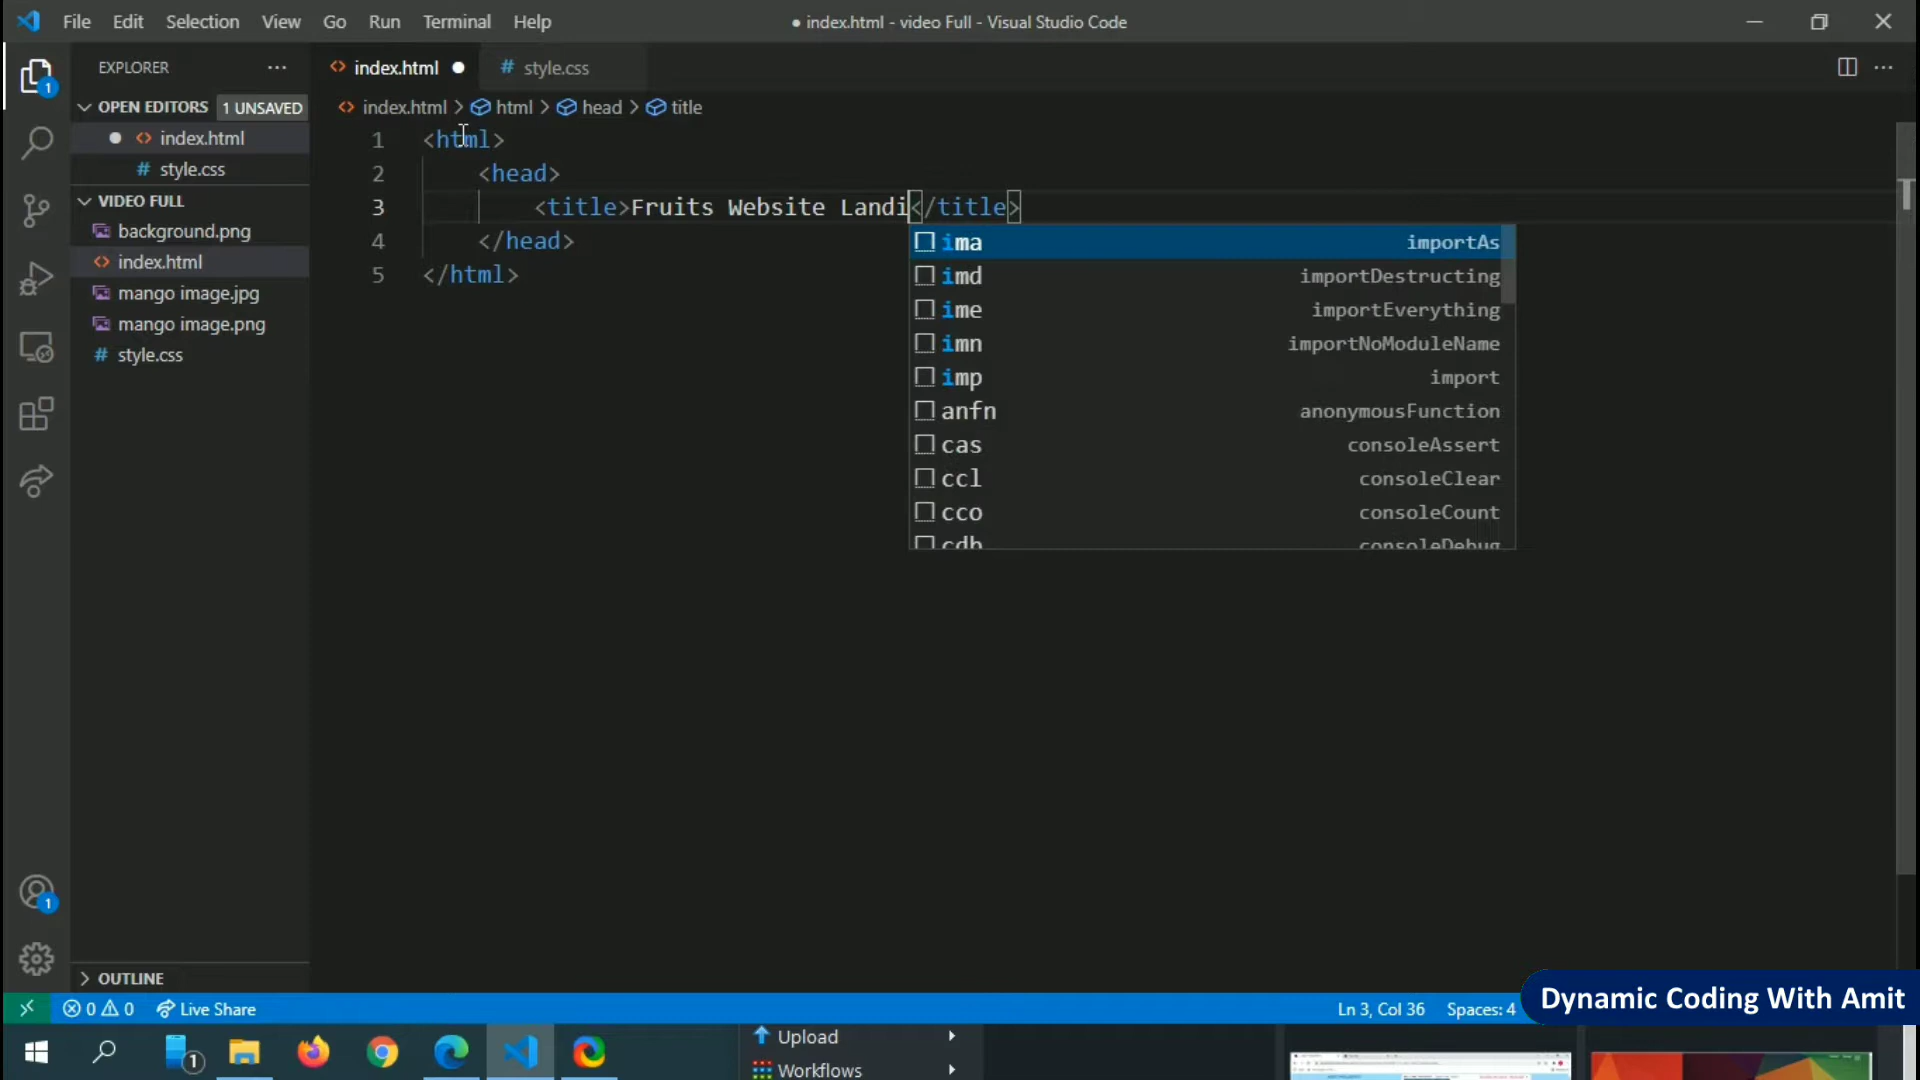 File Edit Selection View Go Run Terminal Help
● index.html - video Full - Visual Studio Code
EXPLORER
index.html
style.css
OPEN EDITORS 1 UNSAVED
index.html
style.css
VIDEO FULL
background.png
index.html
mango image.jpg
mango image.png
style.css
OUTLINE
index.html > html > head > title
1 <html>
2 <head>
3 <title>Fruits Website Landi</title>
4 </head>
5 </html>
ima importAs
imd importDestructing
ime importEverything
imn importNoModuleName
imp import
anfn anonymousFunction
cas consoleAssert
ccl consoleClear
cco consoleCount
cdb consoleDebug
1
1
0 0 Live Share
Ln 3, Col 36 Spaces: 4
Dynamic Coding With Amit
1
Upload
Workflows